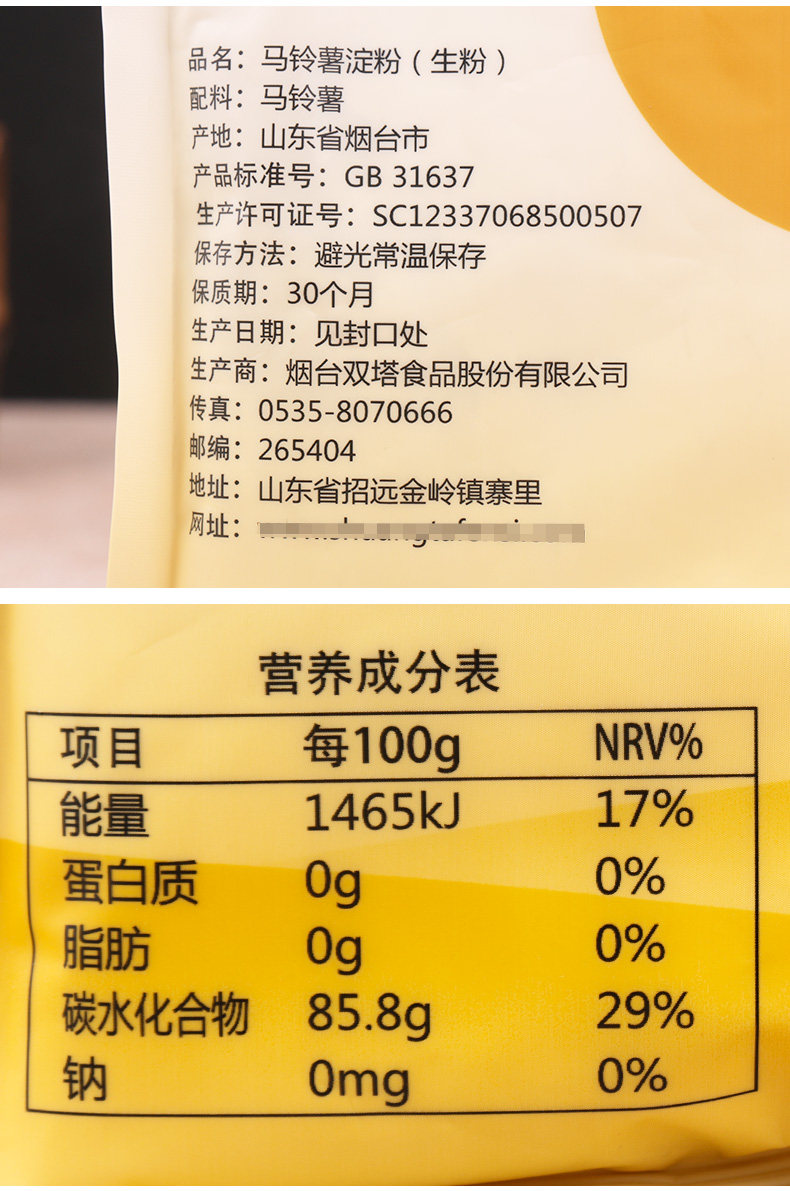 品名：马铃薯淀粉（生粉）
配料：马铃薯
产地：山东省烟台市
产品标准号：GB 31637
生产许可证号：SC12337068500507
保存方法：避光常温保存
保质期：30个月
生产日期：见封口处
生产商：烟台双塔食品股份有限公司
传真：0535-8070666
邮编：265404
地址：山东省招远金岭镇寨里
网址：
营养成分表
项目 每100g NRV%
能量 1465kJ 17%
蛋白质 0g 0%
脂肪 0g 0%
碳水化合物 85.8g 29%
钠 0mg 0%